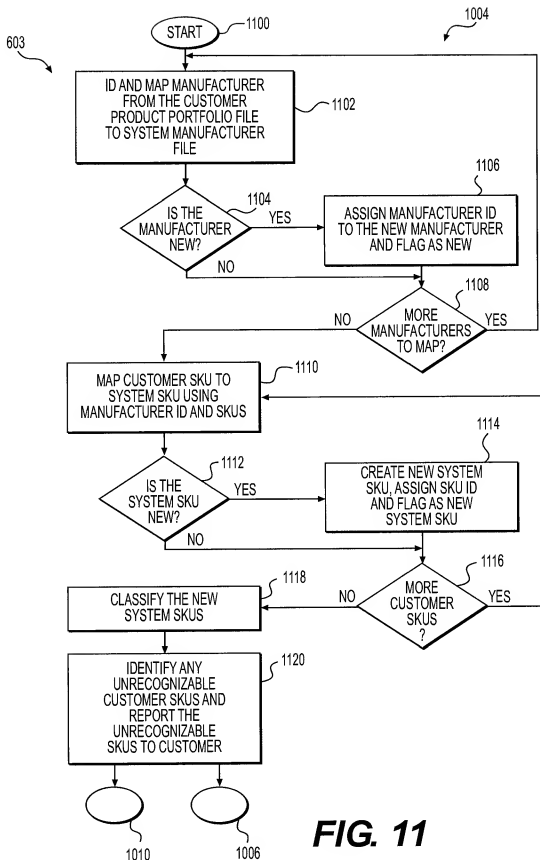 START
1100
1004
603
ID AND MAP MANUFACTURER
FROM THE CUSTOMER
PRODUCT PORTFOLIO FILE
TO SYSTEM MANUFACTURER
FILE
1102
IS THE
MANUFACTURER
NEW?
1104
YES
NO
1106
ASSIGN MANUFACTURER ID
TO THE NEW MANUFACTURER
AND FLAG AS NEW
1108
MORE
MANUFACTURERS
TO MAP?
NO
YES
MAP CUSTOMER SKU TO
SYSTEM SKU USING
MANUFACTURER ID AND SKUS
1110
IS THE
SYSTEM SKU
NEW?
1112
YES
NO
1114
CREATE NEW SYSTEM
SKU, ASSIGN SKU ID
AND FLAG AS NEW
SYSTEM SKU
1116
MORE
CUSTOMER
SKUS
?
NO
YES
CLASSIFY THE NEW
SYSTEM SKUS
1118
IDENTIFY ANY
UNRECOGNIZABLE
CUSTOMER SKUS AND
REPORT THE
UNRECOGNIZABLE
SKUS TO CUSTOMER
1120
1010
1006
FIG. 11